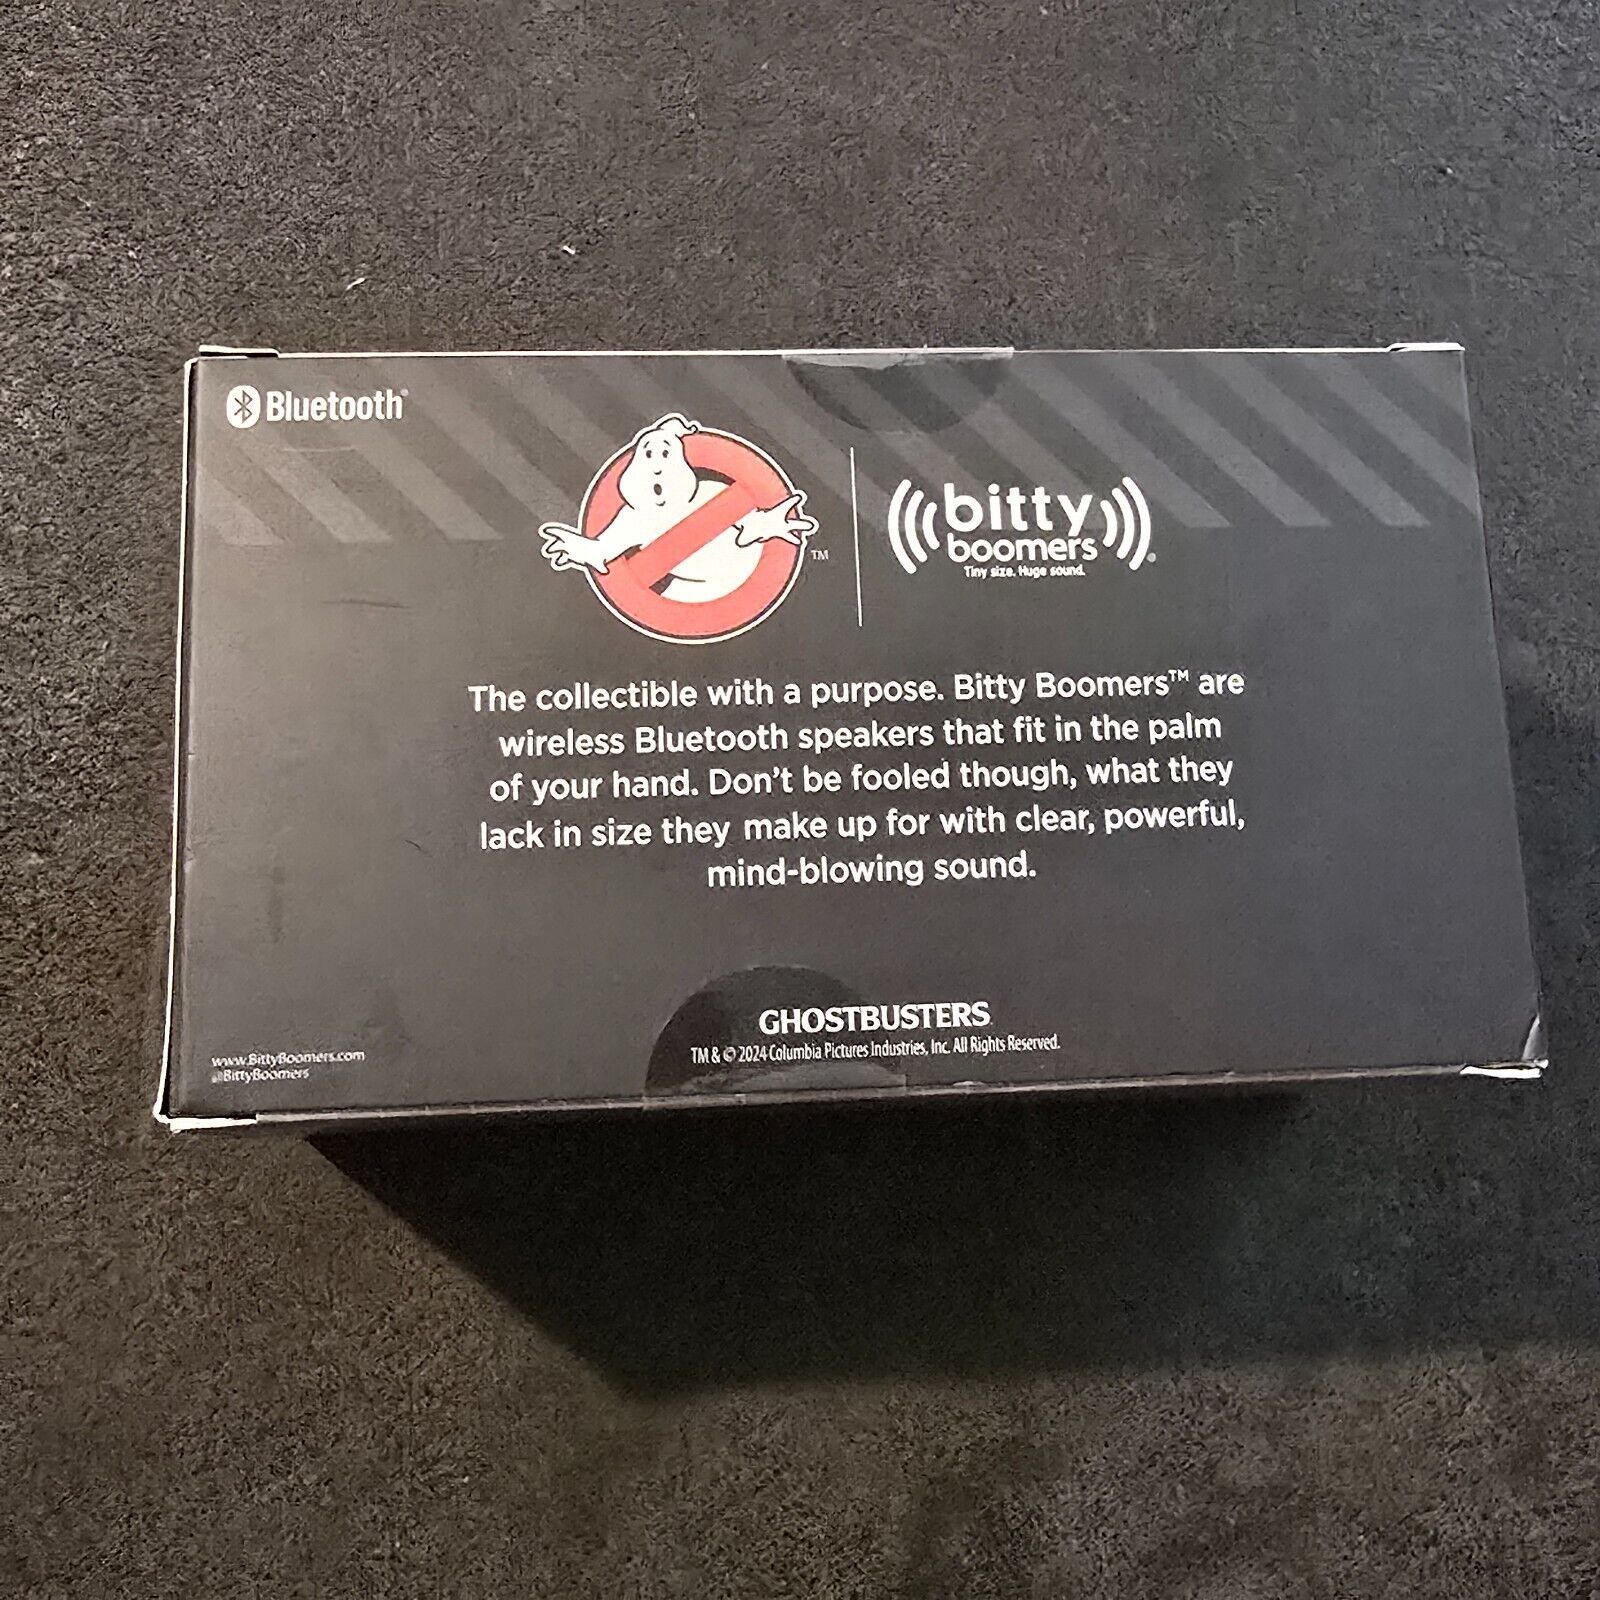 Bluetooth®
TM
bitty
boomers®
Tiny size. Huge sound.
The collectible with a purpose. Bitty Boomers™ are
wireless Bluetooth speakers that fit in the palm
of your hand. Don't be fooled though, what they
lack in size they make up for with clear, powerful,
mind-blowing sound.
GHOSTBUSTERS
TM & © 2024 Columbia Pictures Industries, Inc. All Rights Reserved.
www.BittyBoomers.com
BittyBoomers